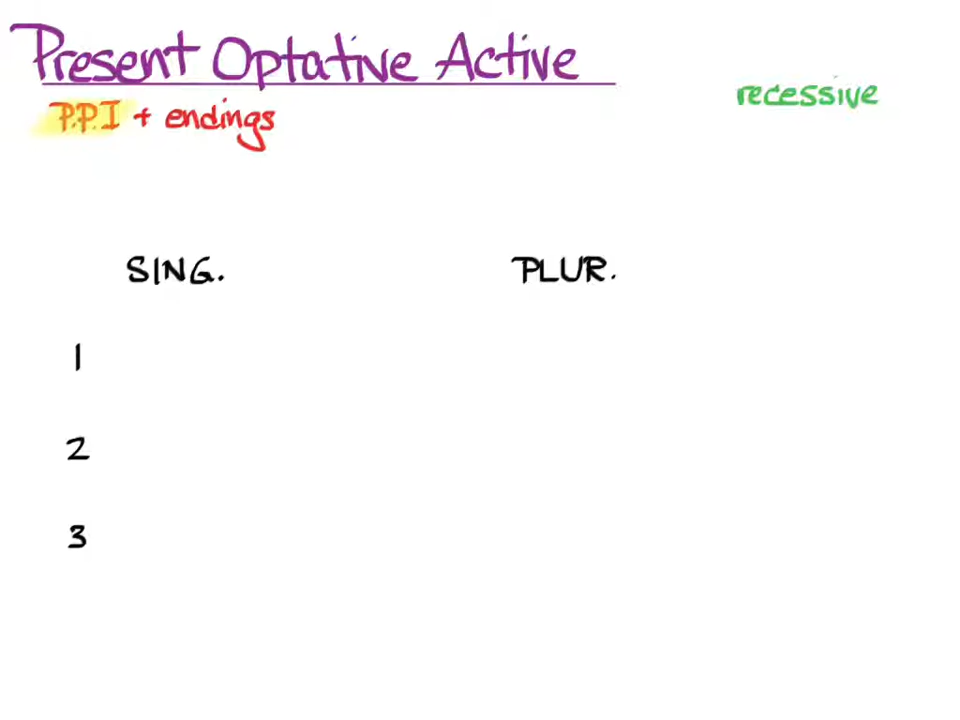 Present Optative Active
recessive
P.P.I + endings
SING. PLUR.
1
2
3